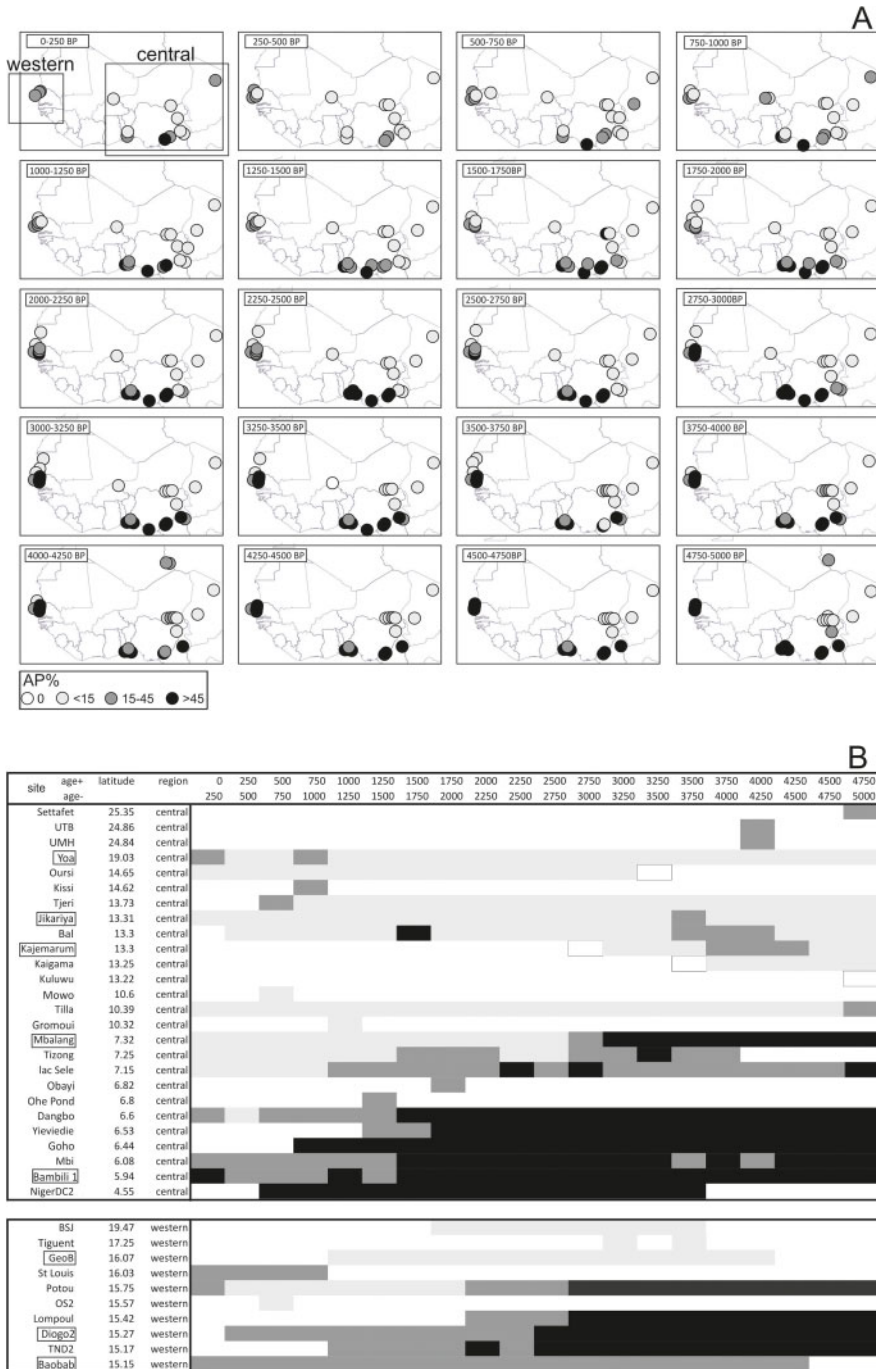 A
0-250 BP
250-500 BP
500-750 BP
750-1000 BP
western
central
1000-1250 BP
1250-1500 BP
1500-1750 BP
1750-2000 BP
2000-2250 BP
2250-2500 BP
2500-2750 BP
2750-3000BP
3000-3250 BP
3250-3500 BP
3500-3750 BP
3750-4000 BP
4000-4250 BP
4250-4500 BP
4500-4750BP
4750-5000 BP
AP%
0 <15 15-45 >45
B
site age+ latitude region 0 250 500 750 1000 1250 1500 1750 2000 2250 2500 2750 3000 3250 3500 3750 4000 4250 4500 4750
age- 250 500 750 1000 1250 1500 1750 2000 2250 2500 2750 3000 3250 3500 3750 4000 4250 4500 4750 5000
Settafet 25.35 central
UTB 24.86 central
UMH 24.84 central
Yoa 19.03 central
Oursi 14.65 central
Kissi 14.62 central
Tjeri 13.73 central
Jikariya 13.31 central
Bal 13.3 central
Kajemarum 13.3 central
Kaigama 13.25 central
Kuluwu 13.22 central
Mowo 10.6 central
Tilla 10.39 central
Gromoui 10.32 central
Mbalang 7.32 central
Tizong 7.25 central
lac Sele 7.15 central
Obayi 6.82 central
Ohe Pond 6.8 central
Dangbo 6.6 central
Yieviedie 6.53 central
Goho 6.44 central
Mbi 6.08 central
Bambili 1 5.94 central
NigerDC2 4.55 central
BSJ 19.47 western
Tiguent 17.25 western
GeoB 16.07 western
St Louis 16.03 western
Potou 15.75 western
OS2 15.57 western
Lompoul 15.42 western
Diogo2 15.27 western
TND2 15.17 western
Baobab 15.15 western